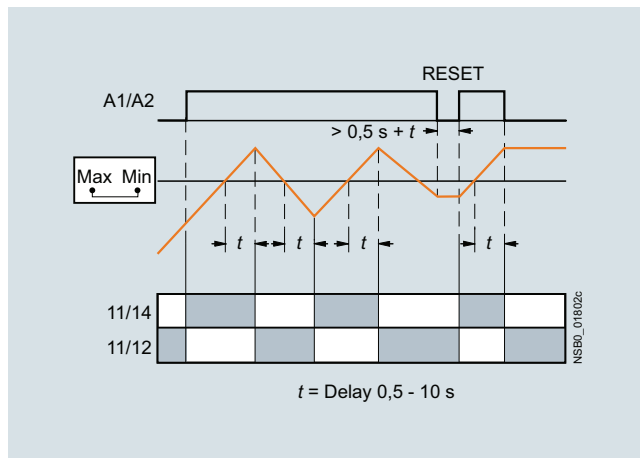 RESET
A1/A2
> 0,5 s + t
Max Min
t t t t
11/14
11/12
NSB0_01802c
t = Delay 0,5 - 10 s